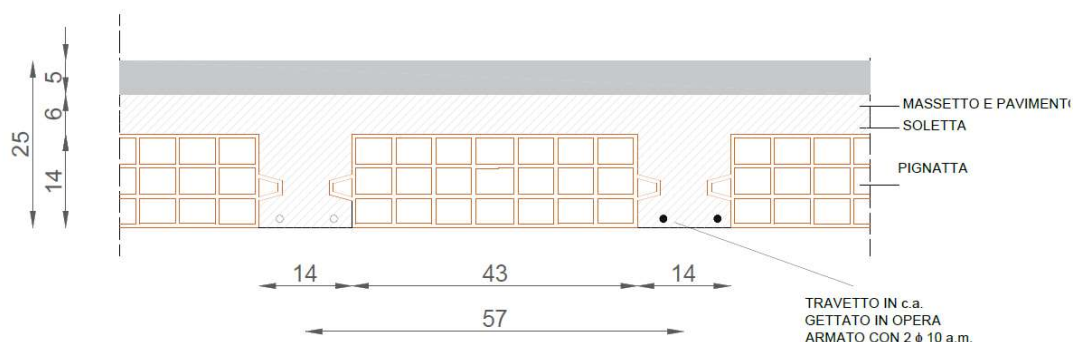 5
6
25
14
MASSETTO E PAVIMENTO
SOLETTA
PIGNATTA
14
43
14
57
TRAVETTO IN c.a.
GETTATO IN OPERA
ARMATO CON 2 ϕ 10 a.m.